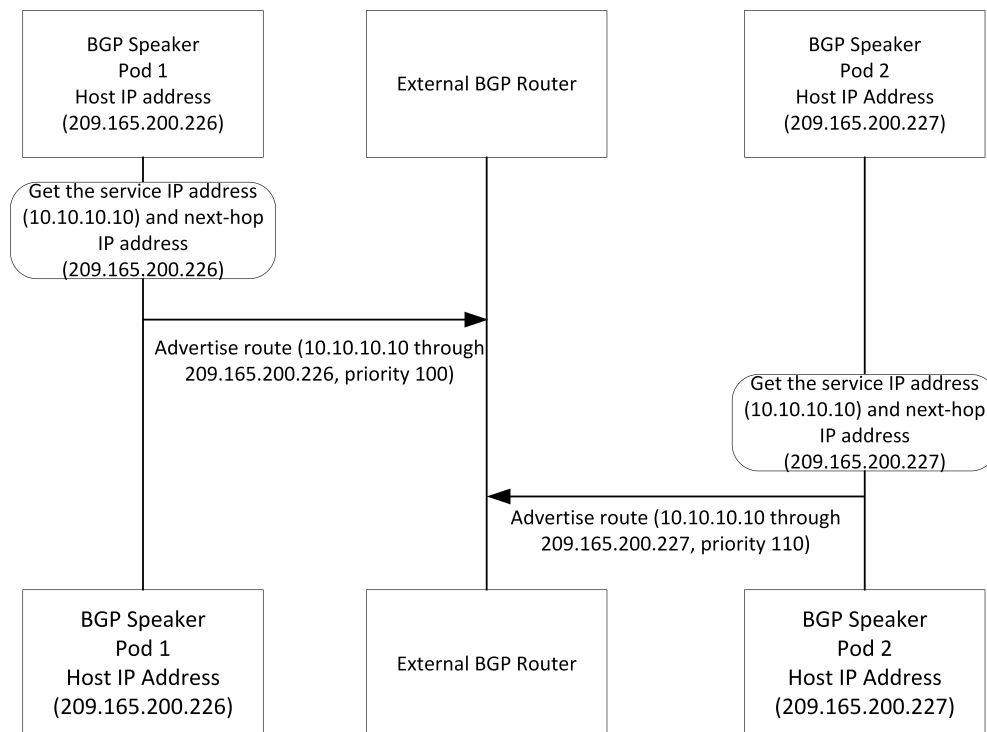 BGP Speaker
Pod 1
Host IP address
(209.165.200.226)
External BGP Router
BGP Speaker
Pod 2
Host IP Address
(209.165.200.227)
Get the service IP address
(10.10.10.10) and next-hop
IP address
(209.165.200.226)
Advertise route (10.10.10.10 through
209.165.200.226, priority 100)
Get the service IP address
(10.10.10.10) and next-hop
IP address
(209.165.200.227)
Advertise route (10.10.10.10 through
209.165.200.227, priority 110)
BGP Speaker
Pod 1
Host IP Address
(209.165.200.226)
External BGP Router
BGP Speaker
Pod 2
Host IP Address
(209.165.200.227)